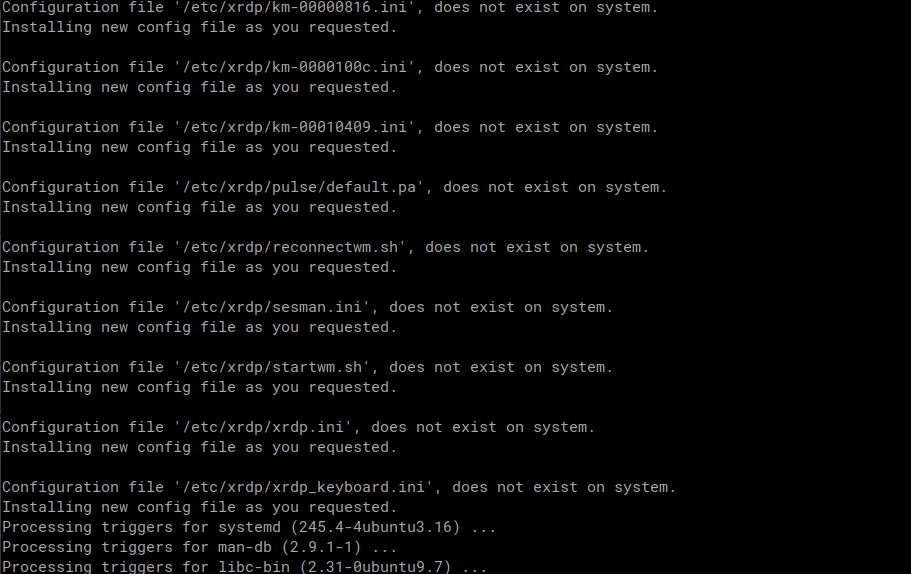 Configuration file '/etc/xrdp/km-00000816.ini', does not exist on system.
Installing new config file as you requested.
Configuration file '/etc/xrdp/km-0000100c.ini', does not exist on system.
Installing new config file as you requested.
Configuration file '/etc/xrdp/km-00010409.ini', does not exist on system.
Installing new config file as you requested.
Configuration file '/etc/xrdp/pulse/default.pa', does not exist on system.
Installing new config file as you requested.
Configuration file '/etc/xrdp/reconnectwm.sh', does not exist on system.
Installing new config file as you requested.
Configuration file '/etc/xrdp/sesman.ini', does not exist on system.
Installing new config file as you requested.
Configuration file '/etc/xrdp/startwm.sh', does not exist on system.
Installing new config file as you requested.
Configuration file '/etc/xrdp/xrdp.ini', does not exist on system.
Installing new config file as you requested.
Configuration file '/etc/xrdp/xrdp_keyboard.ini', does not exist on system.
Installing new config file as you requested.
Processing triggers for systemd (245.4-4ubuntu3.16) ...
Processing triggers for man-db (2.9.1-1) ...
Processing triggers for libc-bin (2.31-0ubuntu9.7) ...